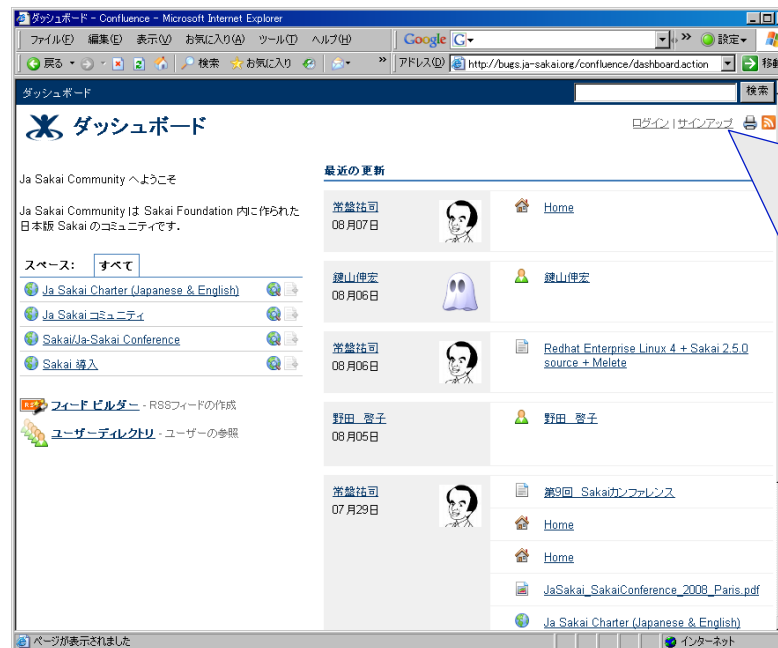 ダッシュボード - Confluence - Microsoft Internet Explorer
ファイル(F) 編集(E) 表示(V) お気に入り(A) ツール(T) ヘルプ(H) Google G 設定
戻る 検索 お気に入り アドレス(D) http://bugs.ja-sakai.org/confluence/dashboard.action 移動
ダッシュボード 検索
ダッシュボード
ログイン | サインアップ
Ja Sakai Community へようこそ
Ja Sakai Community は Sakai Foundation 内に作られた
日本版 Sakai のコミュニティです.
スペース: すべて
Ja Sakai Charter (Japanese & English)
Ja Sakai コミュニティ
Sakai/Ja-Sakai Conference
Sakai 導入
RSS フィード ビルダー - RSSフィードの作成
ユーザーディレクトリ - ユーザーの参照
最近の更新
常盤祐司 Home
08月07日
鍵山伸宏 鍵山伸宏
08月06日
常盤祐司 Redhat Enterprise Linux 4 + Sakai 2.5.0
08月06日 source + Melete
野田 啓子 野田 啓子
08月05日
常盤祐司 第9回 Sakaiカンファレンス
07月29日
Home
Home
JaSakai_SakaiConference_2008_Paris.pdf
Ja Sakai Charter (Japanese & English)
ページが表示されました インターネット